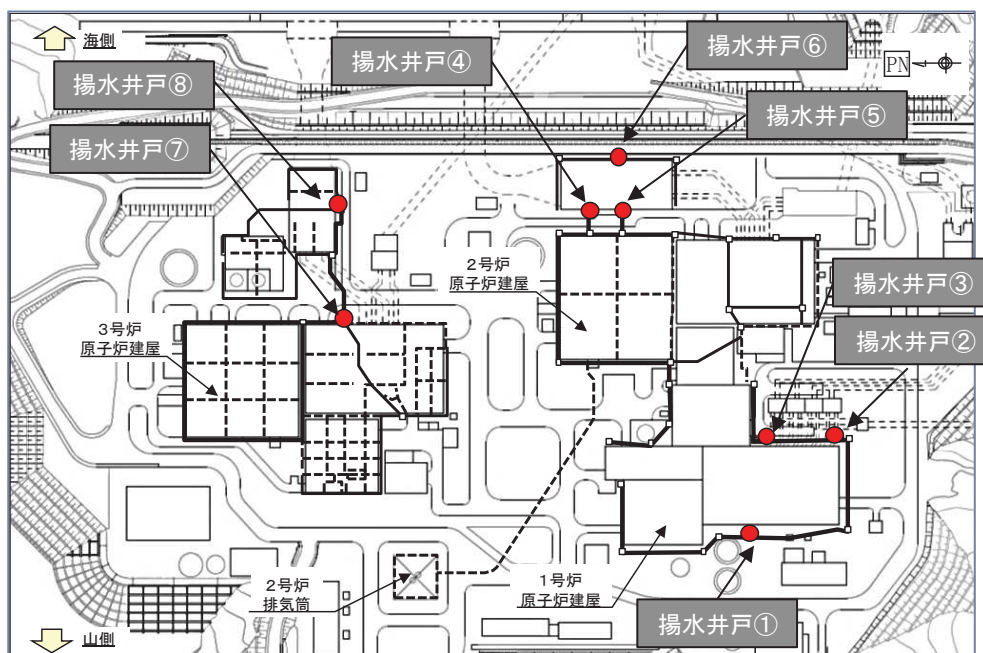 海側
揚水井戸④
揚水井戸⑥
揚水井戸⑧
揚水井戸⑤
揚水井戸⑦
PN
2号炉
原子炉建屋
揚水井戸③
揚水井戸②
3号炉
原子炉建屋
2号炉
排気筒
1号炉
原子炉建屋
揚水井戸①
山側